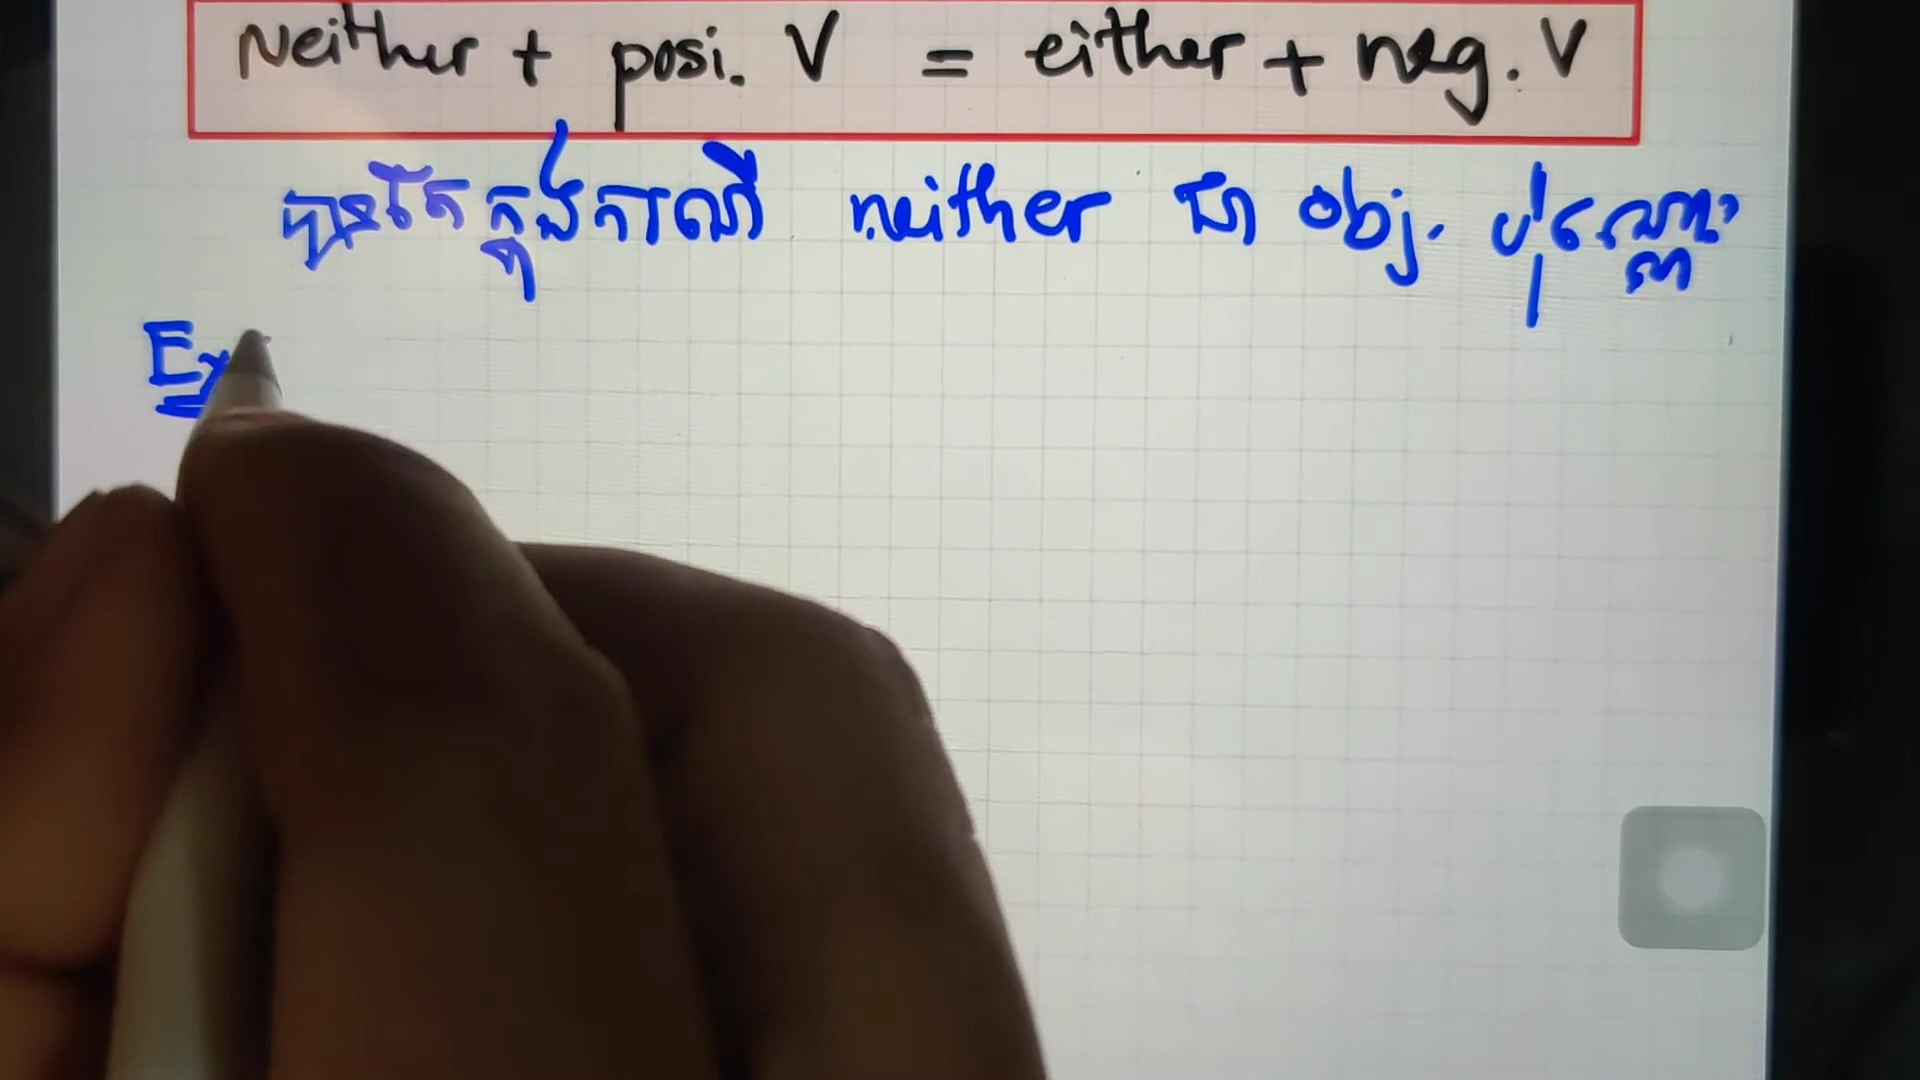 Neither + posi. V = either + neg. V
បានតែក្នុងករណី neither ជា obj. ប៉ុណ្ណោះ
Ex